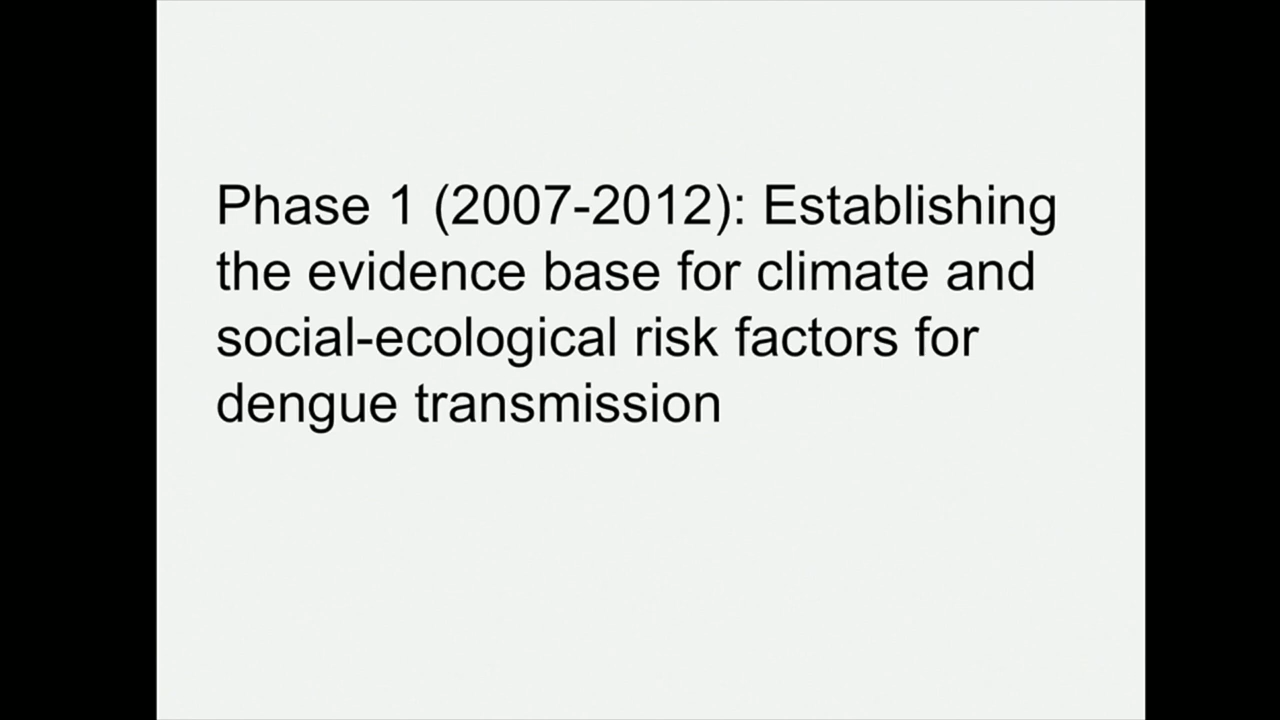 Phase 1 (2007-2012): Establishing
the evidence base for climate and
social-ecological risk factors for
dengue transmission